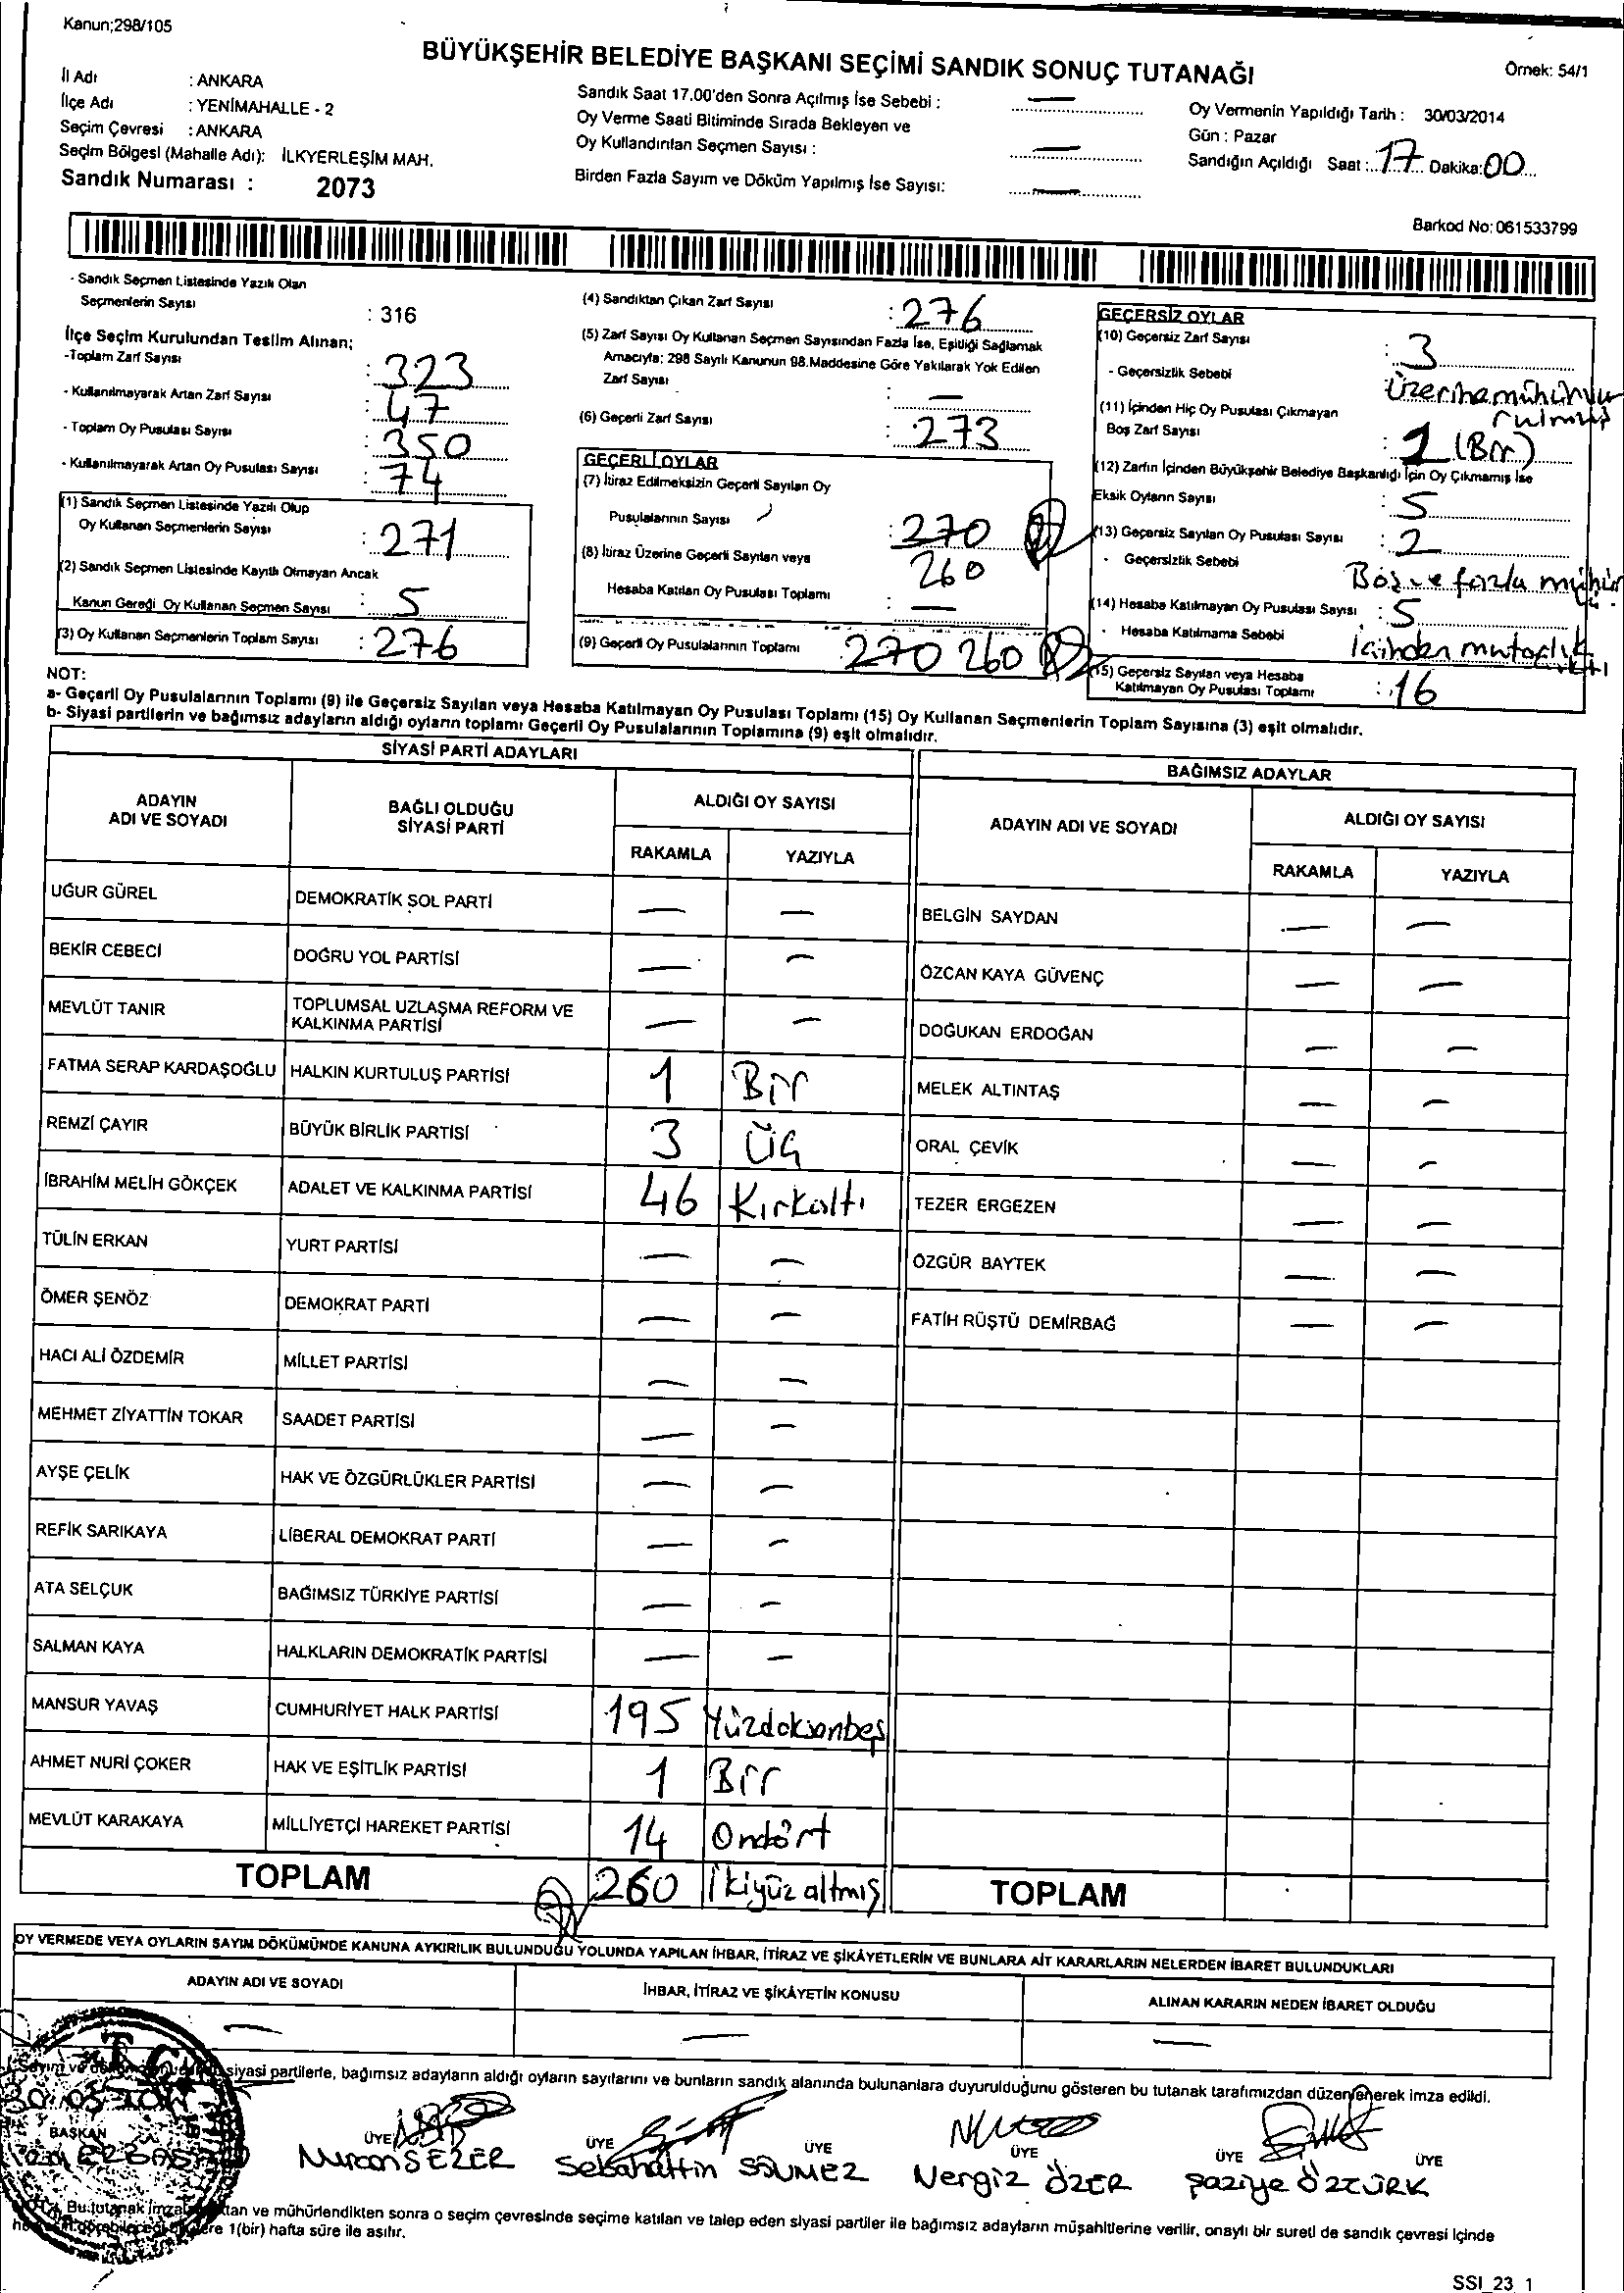 Kanun;298/105
BÜYÜKŞEHİR BELEDİYE BAŞKANI SEÇİMİ SANDIK SONUÇ TUTANAĞI
Örnek: 54/1
İl Adı : ANKARA
İlçe Adı : YENİMAHALLE - 2
Seçim Çevresi : ANKARA
Seçim Bölgesi (Mahalle Adı): İLKYERLEŞİM MAH.
Sandık Numarası : 2073
Sandık Saat 17.00'den Sonra Açılmış İse Sebebi : —
Oy Verme Saati Bitiminde Sırada Bekleyen ve
Oy Kullandırılan Seçmen Sayısı : —
Birden Fazla Sayım ve Döküm Yapılmış İse Sayısı: —
Oy Vermenin Yapıldığı Tarih : 30/03/2014
Gün : Pazar
Sandığın Açıldığı Saat : 17 Dakika: 00
Barkod No: 061533799
- Sandık Seçmen Listesinde Yazılı Olan
Seçmenlerin Sayısı : 316
İlçe Seçim Kurulundan Teslim Alınan;
-Toplam Zarf Sayısı : 323
- Kullanılmayarak Artan Zarf Sayısı : 47
- Toplam Oy Pusulası Sayısı : 350
- Kullanılmayarak Artan Oy Pusulası Sayısı : 74
(1) Sandık Seçmen Listesinde Yazılı Olup
Oy Kullanan Seçmenlerin Sayısı : 271
(2) Sandık Seçmen Listesinde Kayıtlı Olmayan Ancak
Kanun Gereği Oy Kullanan Seçmen Sayısı : 5
(3) Oy Kullanan Seçmenlerin Toplam Sayısı : 276
(4) Sandıktan Çıkan Zarf Sayısı : 276
(5) Zarf Sayısı Oy Kullanan Seçmen Sayısından Fazla İse, Eşitliği Sağlamak
Amacıyla; 298 Sayılı Kanunun 98.Maddesine Göre Yakılarak Yok Edilen
Zarf Sayısı : —
(6) Geçerli Zarf Sayısı : 273
GEÇERLİ OYLAR
(7) İtiraz Edilmeksizin Geçerli Sayılan Oy
Pusulalarının Sayısı : 270
260
(8) İtiraz Üzerine Geçerli Sayılan veya
Hesaba Katılan Oy Pusulası Toplamı : —
(9) Geçerli Oy Pusulalarının Toplamı : 270 260
GEÇERSİZ OYLAR
(10) Geçersiz Zarf Sayısı : 3
- Geçersizlik Sebebi : Üzerine mühür vu
rulmuş
(11) İçinden Hiç Oy Pusulası Çıkmayan
Boş Zarf Sayısı : 1 (Bir)
(12) Zarfın İçinden Büyükşehir Belediye Başkanlığı İçin Oy Çıkmamış İse
Eksik Oyların Sayısı : 5
(13) Geçersiz Sayılan Oy Pusulası Sayısı : 2
- Geçersizlik Sebebi Boş ve fazla mühür
(14) Hesaba Katılmayan Oy Pusulası Sayısı : 5
- Hesaba Katılmama Sebebi İçinden
(15) Geçersiz Sayılan veya Hesaba
Katılmayan Oy Pusulası Toplamı : 16
NOT:
a- Geçerli Oy Pusulalarının Toplamı (9) ile Geçersiz Sayılan veya Hesaba Katılmayan Oy Pusulası Toplamı (15) Oy Kullanan Seçmenlerin Toplam Sayısına (3) eşit olmalıdır.
b- Siyasi partilerin ve bağımsız adayların aldığı oyların toplamı Geçerli Oy Pusulalarının Toplamına (9) eşit olmalıdır.
SİYASİ PARTİ ADAYLARI
ADAYIN
ADI VE SOYADI
BAĞLI OLDUĞU
SİYASİ PARTİ
ALDIĞI OY SAYISI
RAKAMLA YAZIYLA
UĞUR GÜREL DEMOKRATİK SOL PARTİ — —
BEKİR CEBECİ DOĞRU YOL PARTİSİ — —
MEVLÜT TANIR TOPLUMSAL UZLAŞMA REFORM VE
KALKINMA PARTİSİ — —
FATMA SERAP KARDAŞOĞLU HALKIN KURTULUŞ PARTİSİ 1 Bir
REMZİ ÇAYIR BÜYÜK BİRLİK PARTİSİ 3 Üç
İBRAHİM MELİH GÖKÇEK ADALET VE KALKINMA PARTİSİ 46 Kırkaltı
TÜLİN ERKAN YURT PARTİSİ — —
ÖMER ŞENÖZ DEMOKRAT PARTİ — —
HACI ALİ ÖZDEMİR MİLLET PARTİSİ — —
MEHMET ZİYATTİN TOKAR SAADET PARTİSİ — —
AYŞE ÇELİK HAK VE ÖZGÜRLÜKLER PARTİSİ — —
REFİK SARIKAYA LİBERAL DEMOKRAT PARTİ — —
ATA SELÇUK BAĞIMSIZ TÜRKİYE PARTİSİ — —
SALMAN KAYA HALKLARIN DEMOKRATİK PARTİSİ — —
MANSUR YAVAŞ CUMHURİYET HALK PARTİSİ 195 Yüzdoksanbeş
AHMET NURİ ÇOKER HAK VE EŞİTLİK PARTİSİ 1 Bir
MEVLÜT KARAKAYA MİLLİYETÇİ HAREKET PARTİSİ 14 Ondört
TOPLAM 260 İkiyüz altmış
BAĞIMSIZ ADAYLAR
ADAYIN ADI VE SOYADI
ALDIĞI OY SAYISI
RAKAMLA YAZIYLA
BELGİN SAYDAN — —
ÖZCAN KAYA GÜVENÇ — —
DOĞUKAN ERDOĞAN — —
MELEK ALTINTAŞ — —
ORAL ÇEVİK — —
TEZER ERGEZEN — —
ÖZGÜR BAYTEK — —
FATİH RÜŞTÜ DEMİRBAĞ — —
TOPLAM
OY VERMEDE VEYA OYLARIN SAYIM DÖKÜMÜNDE KANUNA AYKIRILIK BULUNDUĞU YOLUNDA YAPILAN İHBAR, İTİRAZ VE ŞİKÂYETLERİN VE BUNLARA AİT KARARLARIN NELERDEN İBARET BULUNDUKLARI
ADAYIN ADI VE SOYADI İHBAR, İTİRAZ VE ŞİKÂYETİN KONUSU ALINAN KARARIN NEDEN İBARET OLDUĞU
— — —
T.C.
Sayım ve siyasi partilerle, bağımsız adayların aldığı oyların sayılarını ve bunların sandık alanında bulunanlara duyurulduğunu gösteren bu tutanak tarafımızdan düzenlenerek imza edildi.
BAŞKAN ÜYE ÜYE ÜYE ÜYE ÜYE ÜYE
Nurcan SEZER Sebahattin SÖNMEZ Nergiz ÖZER Şaziye ÖZTÜRK
NOT: Bu tutanak ve mühürlendikten sonra o seçim çevresinde seçime katılan ve talep eden siyasi partiler ile bağımsız adayların müşahitlerine verilir, onaylı bir sureti de sandık çevresi içinde
1(bir) hafta süre ile asılır.
SSI_23_1